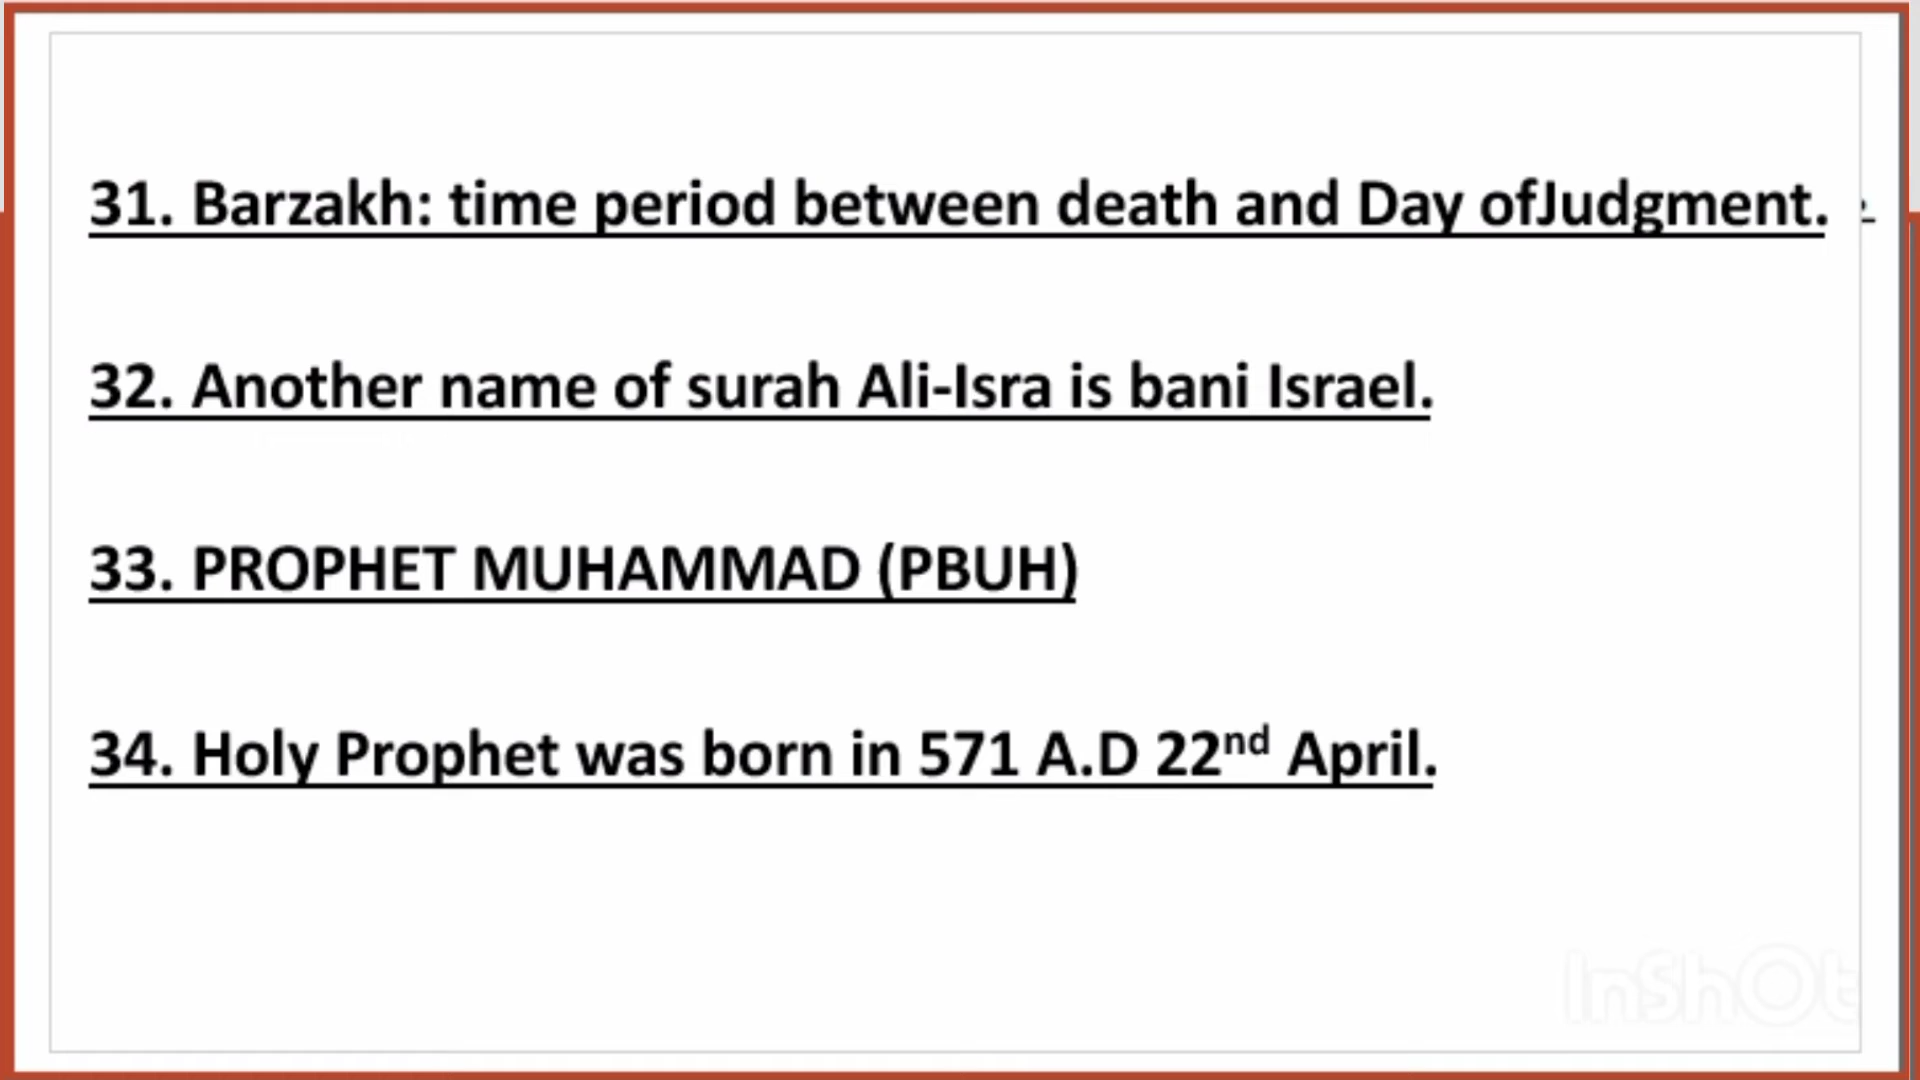 31. Barzakh: time period between death and Day ofJudgment.
32. Another name of surah Ali-Isra is bani Israel.
33. PROPHET MUHAMMAD (PBUH)
34. Holy Prophet was born in 571 A.D 22nd April.
InShOt